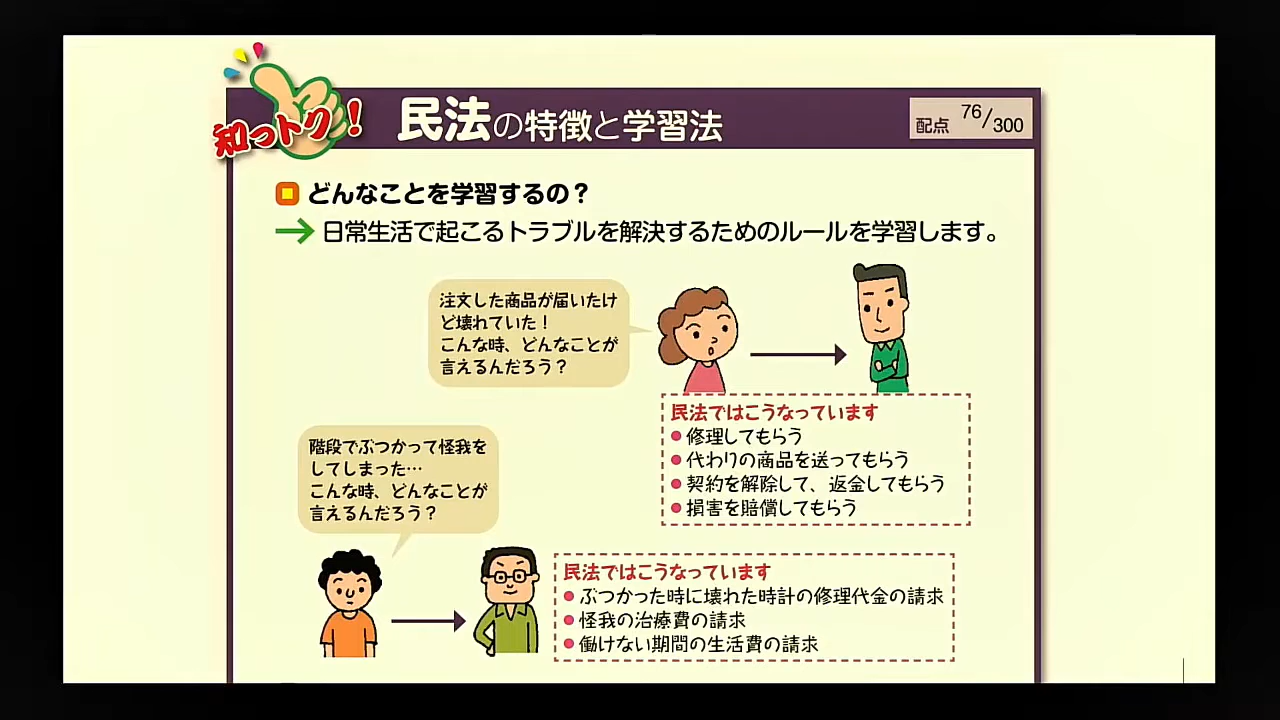 知っトク!
民法の特徴と学習法
配点 76/300
どんなことを学習するの?
日常生活で起こるトラブルを解決するためのルールを学習します。
注文した商品が届いたけ
ど壊れていた!
こんな時、どんなことが
言えるんだろう?
民法ではこうなっています
修理してもらう
代わりの商品を送ってもらう
契約を解除して、返金してもらう
損害を賠償してもらう
階段でぶつかって怪我を
してしまった…
こんな時、どんなことが
言えるんだろう?
民法ではこうなっています
ぶつかった時に壊れた時計の修理代金の請求
怪我の治療費の請求
働けない期間の生活費の請求